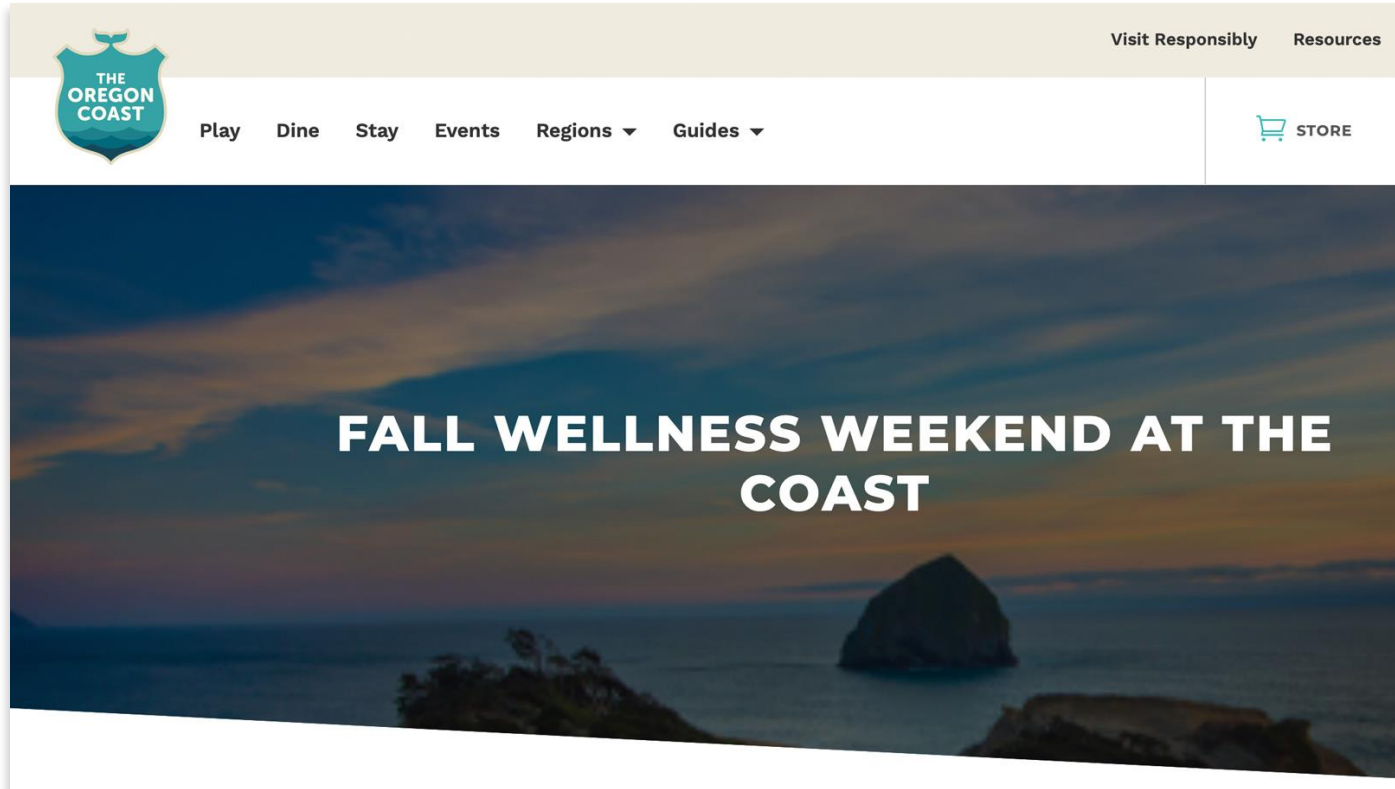 Visit Responsibly Resources
THE
OREGON
COAST
Play Dine Stay Events Regions Guides
STORE
FALL WELLNESS WEEKEND AT THE
COAST